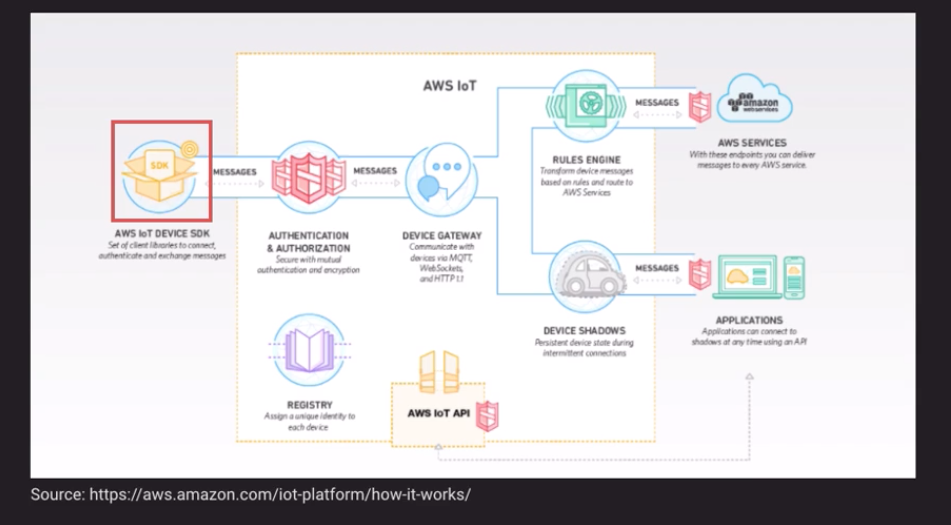 AWS IoT
SDK
MESSAGES
MESSAGES
MESSAGES
amazon
webservices
AWS SERVICES
With these endpoints you can deliver
messages to every AWS service.
RULES ENGINE
Transform device messages
based on rules and route to
AWS Services
AWS IoT DEVICE SDK
Set of client libraries to connect,
authenticate and exchange messages
AUTHENTICATION
& AUTHORIZATION
Secure with mutual
authentication and encryption
DEVICE GATEWAY
Communicate with
devices via MQTT,
WebSockets,
and HTTP 1.1
MESSAGES
DEVICE SHADOWS
Persistent device state during
intermittent connections
APPLICATIONS
Applications can connect to
shadows at any time using an API
REGISTRY
Assign a unique identity to
each device
AWS IoT API
Source: https://aws.amazon.com/iot-platform/how-it-works/